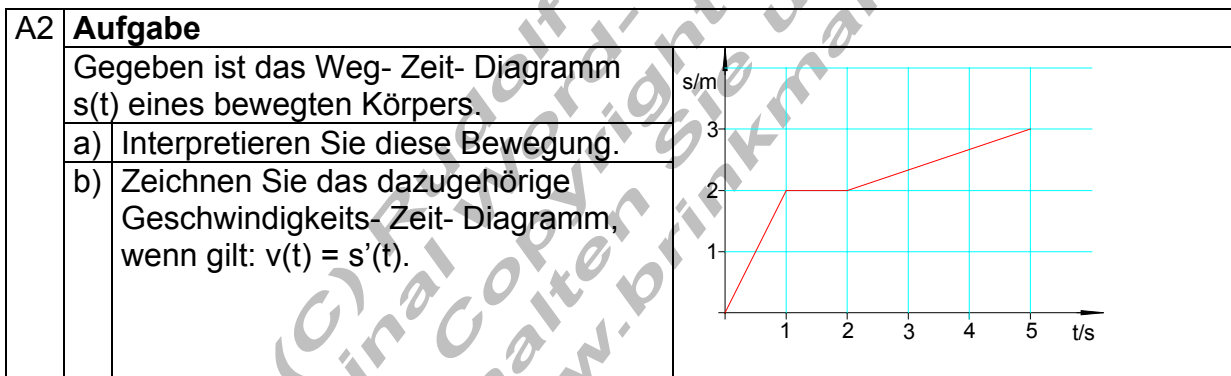 A2 Aufgabe
Gegeben ist das Weg- Zeit- Diagramm
s(t) eines bewegten Körpers.
a) Interpretieren Sie diese Bewegung.
b) Zeichnen Sie das dazugehörige
Geschwindigkeits- Zeit- Diagramm,
wenn gilt: v(t) = s’(t).
s/m
3
2
1
1 2 3 4 5 t/s